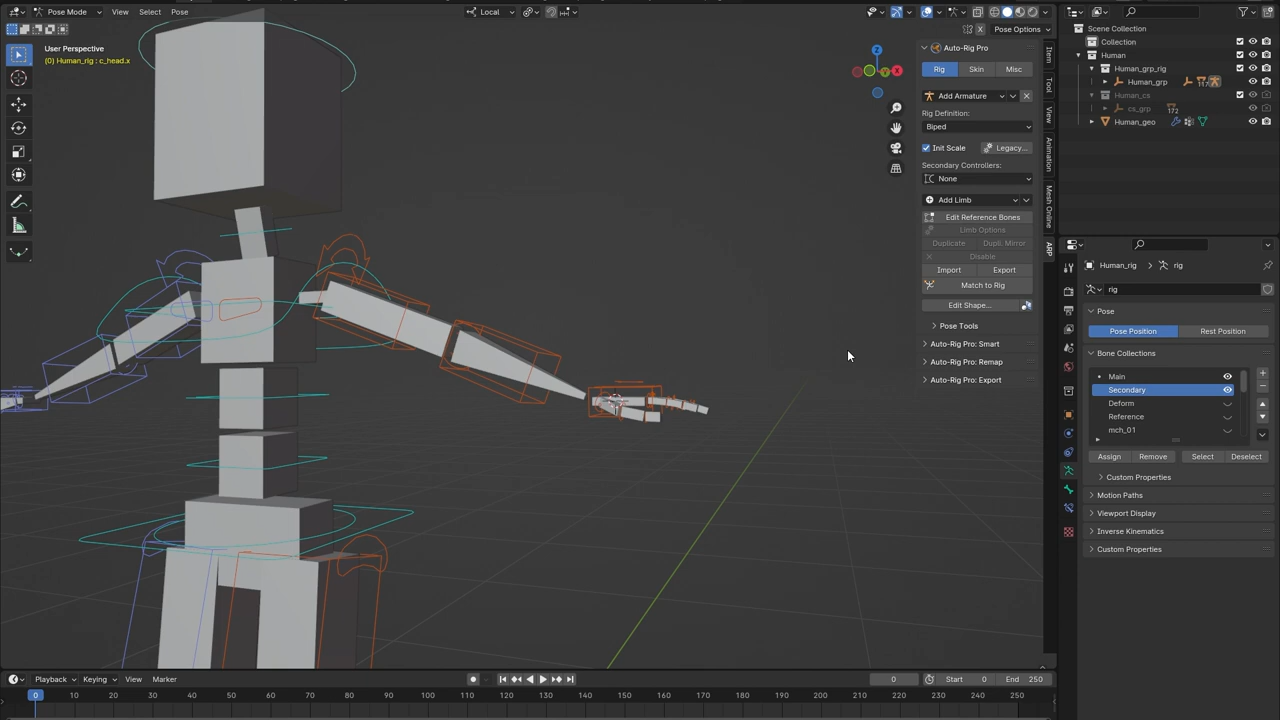 Pose Mode View Select Pose Local
Pose Options
User Perspective
(0) Human_rig : c_head.x
Z
Y
X
Auto-Rig Pro
Rig Skin Misc
Add Armature
Rig Definition:
Biped
Init Scale Legacy...
Secondary Controllers:
None
Add Limb
Edit Reference Bones
Limb Options
Duplicate Dupli. Mirror
Disable
Import Export
Match to Rig
Edit Shape...
Pose Tools
Auto-Rig Pro: Smart
Auto-Rig Pro: Remap
Auto-Rig Pro: Export
Item
Tool
View
Animation
Mesh Online
ARP
Scene Collection
Collection
Human
Human_grp_rig
Human_grp 117
Human_cs
cs_grp 172
Human_geo
Human_rig rig
rig
Pose
Pose Position Rest Position
Bone Collections
Main
Secondary
Deform
Reference
mch_01
Assign Remove Select Deselect
Custom Properties
Motion Paths
Viewport Display
Inverse Kinematics
Custom Properties
Playback Keying View Marker 0 Start 0 End 250
0 10 20 30 40 50 60 70 80 90 100 110 120 130 140 150 160 170 180 190 200 210 220 230 240 250